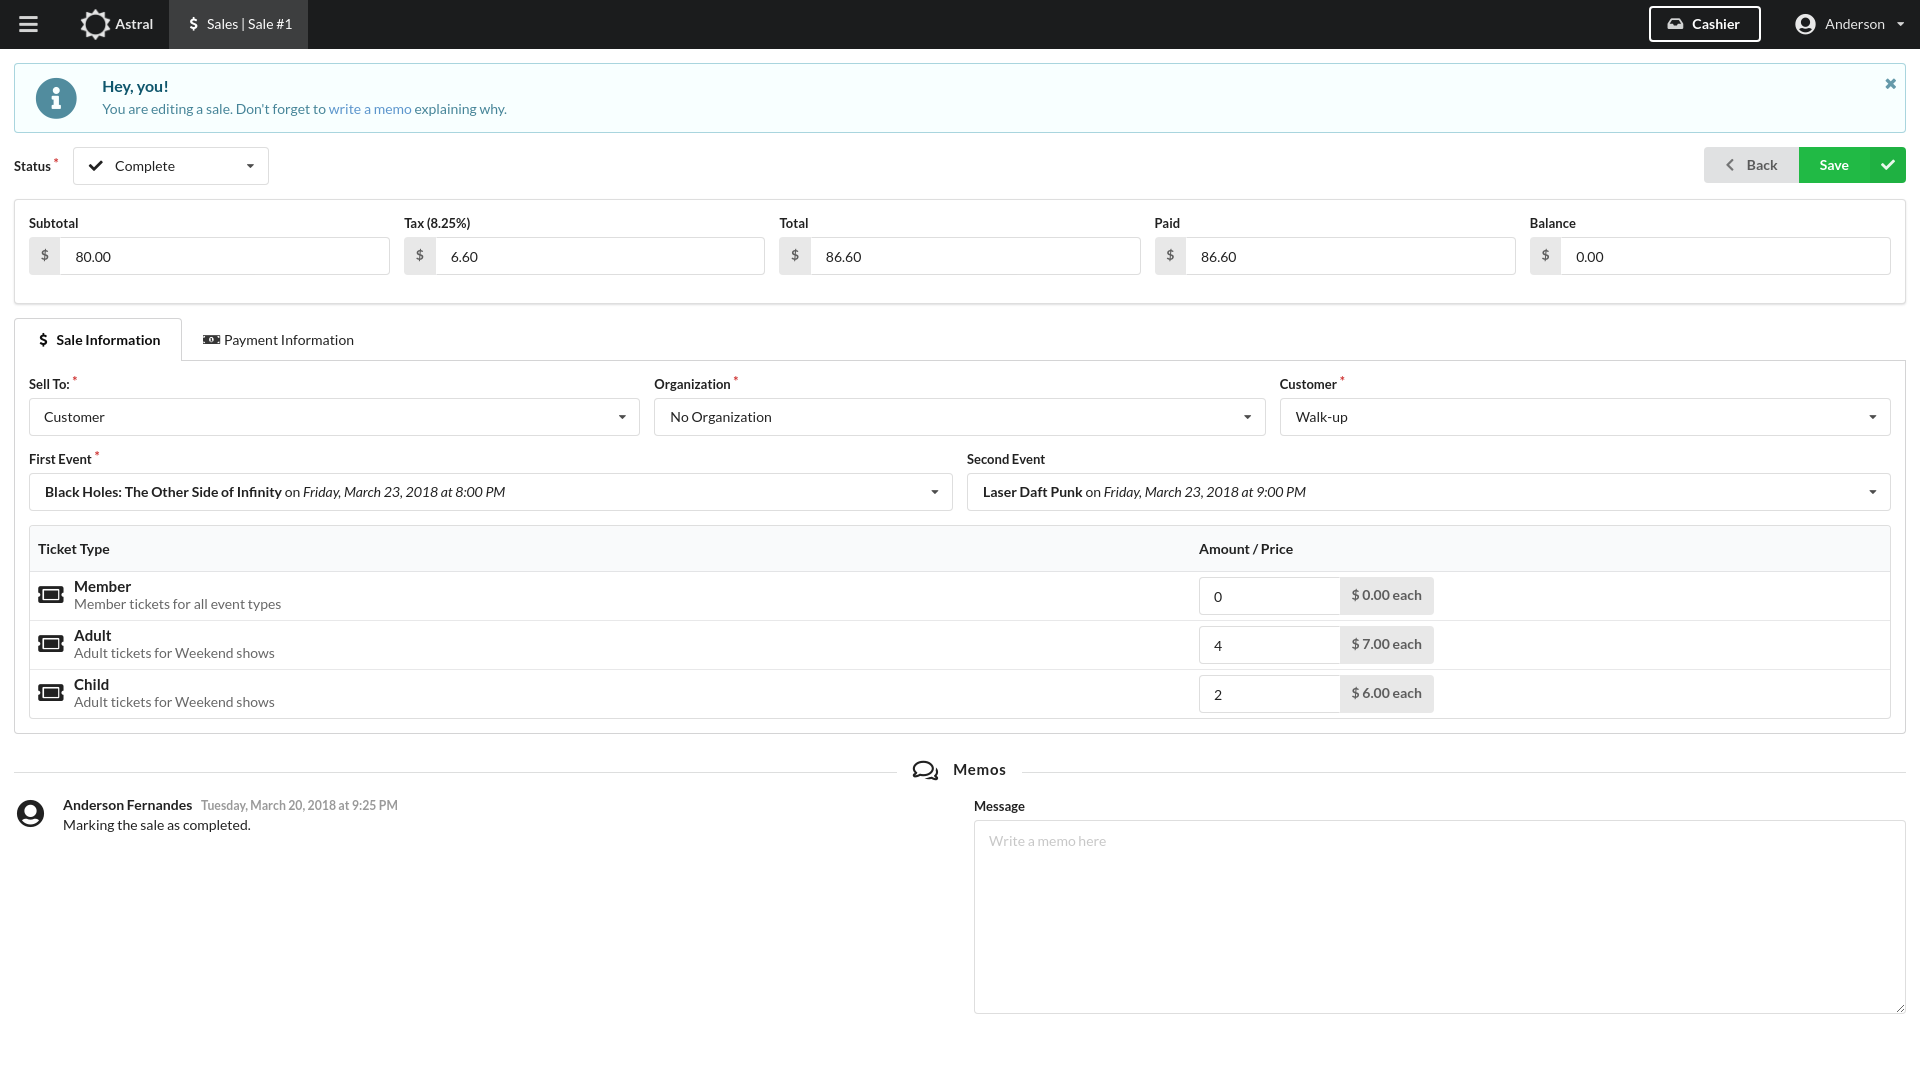 Astral
$ Sales | Sale #1
Cashier
Anderson
Hey, you!
You are editing a sale. Don't forget to write a memo explaining why.
Status *
Complete
Back
Save
Subtotal
Tax (8.25%)
Total
Paid
Balance
$ 80.00
$ 6.60
$ 86.60
$ 86.60
$ 0.00
$ Sale Information
Payment Information
Sell To: *
Organization *
Customer *
Customer
No Organization
Walk-up
First Event *
Second Event
Black Holes: The Other Side of Infinity on Friday, March 23, 2018 at 8:00 PM
Laser Daft Punk on Friday, March 23, 2018 at 9:00 PM
Ticket Type
Amount / Price
Member
Member tickets for all event types
0
$ 0.00 each
Adult
Adult tickets for Weekend shows
4
$ 7.00 each
Child
Adult tickets for Weekend shows
2
$ 6.00 each
Memos
Anderson Fernandes Tuesday, March 20, 2018 at 9:25 PM
Marking the sale as completed.
Message
Write a memo here